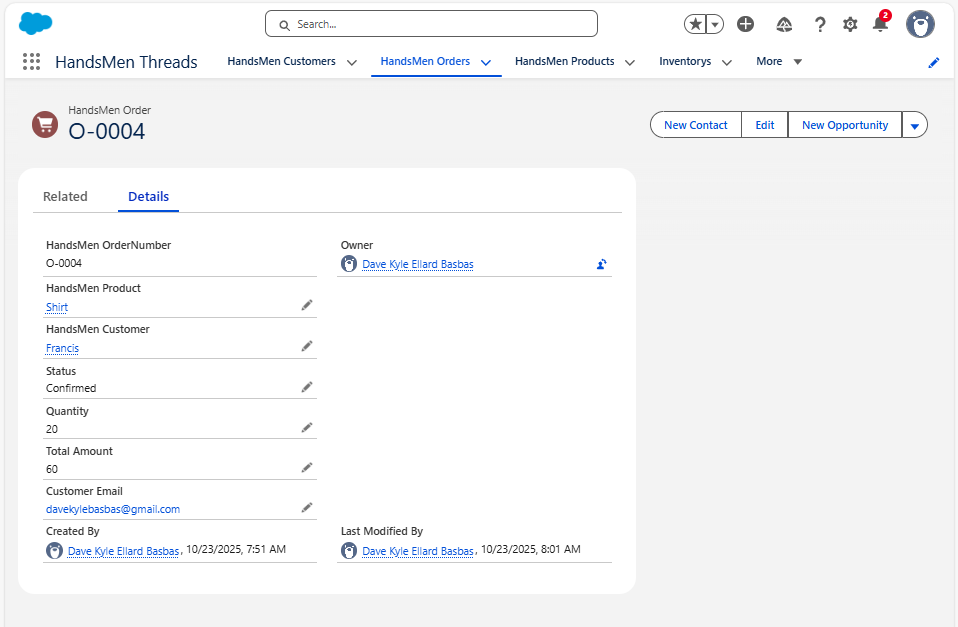 Search...
2
HandsMen Threads
HandsMen Customers
HandsMen Orders
HandsMen Products
Inventorys
More
HandsMen Order
O-0004
New Contact
Edit
New Opportunity
Related
Details
HandsMen OrderNumber
O-0004
Owner
Dave Kyle Ellard Basbas
HandsMen Product
Shirt
HandsMen Customer
Francis
Status
Confirmed
Quantity
20
Total Amount
60
Customer Email
davekylebasbas@gmail.com
Created By
Dave Kyle Ellard Basbas, 10/23/2025, 7:51 AM
Last Modified By
Dave Kyle Ellard Basbas, 10/23/2025, 8:01 AM